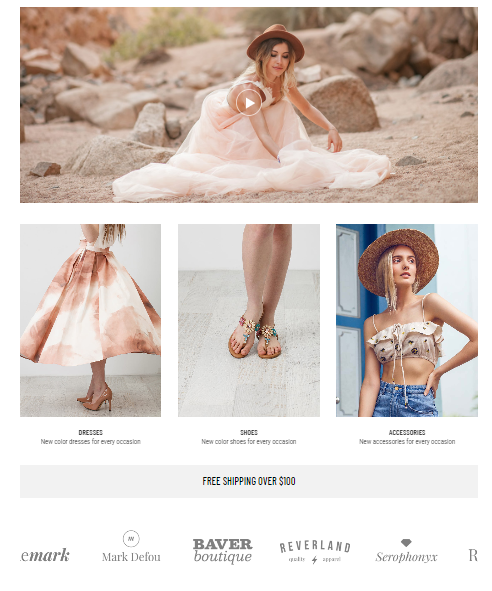 DRESSES
New color dresses for every occasion
SHOES
New color shoes for every occasion
ACCESSORIES
New accessories for every occasion
FREE SHIPPING OVER $100
emark
M
Mark Defou
BAVER
boutique
REVERLAND
quality apparel
Serophonyx
R